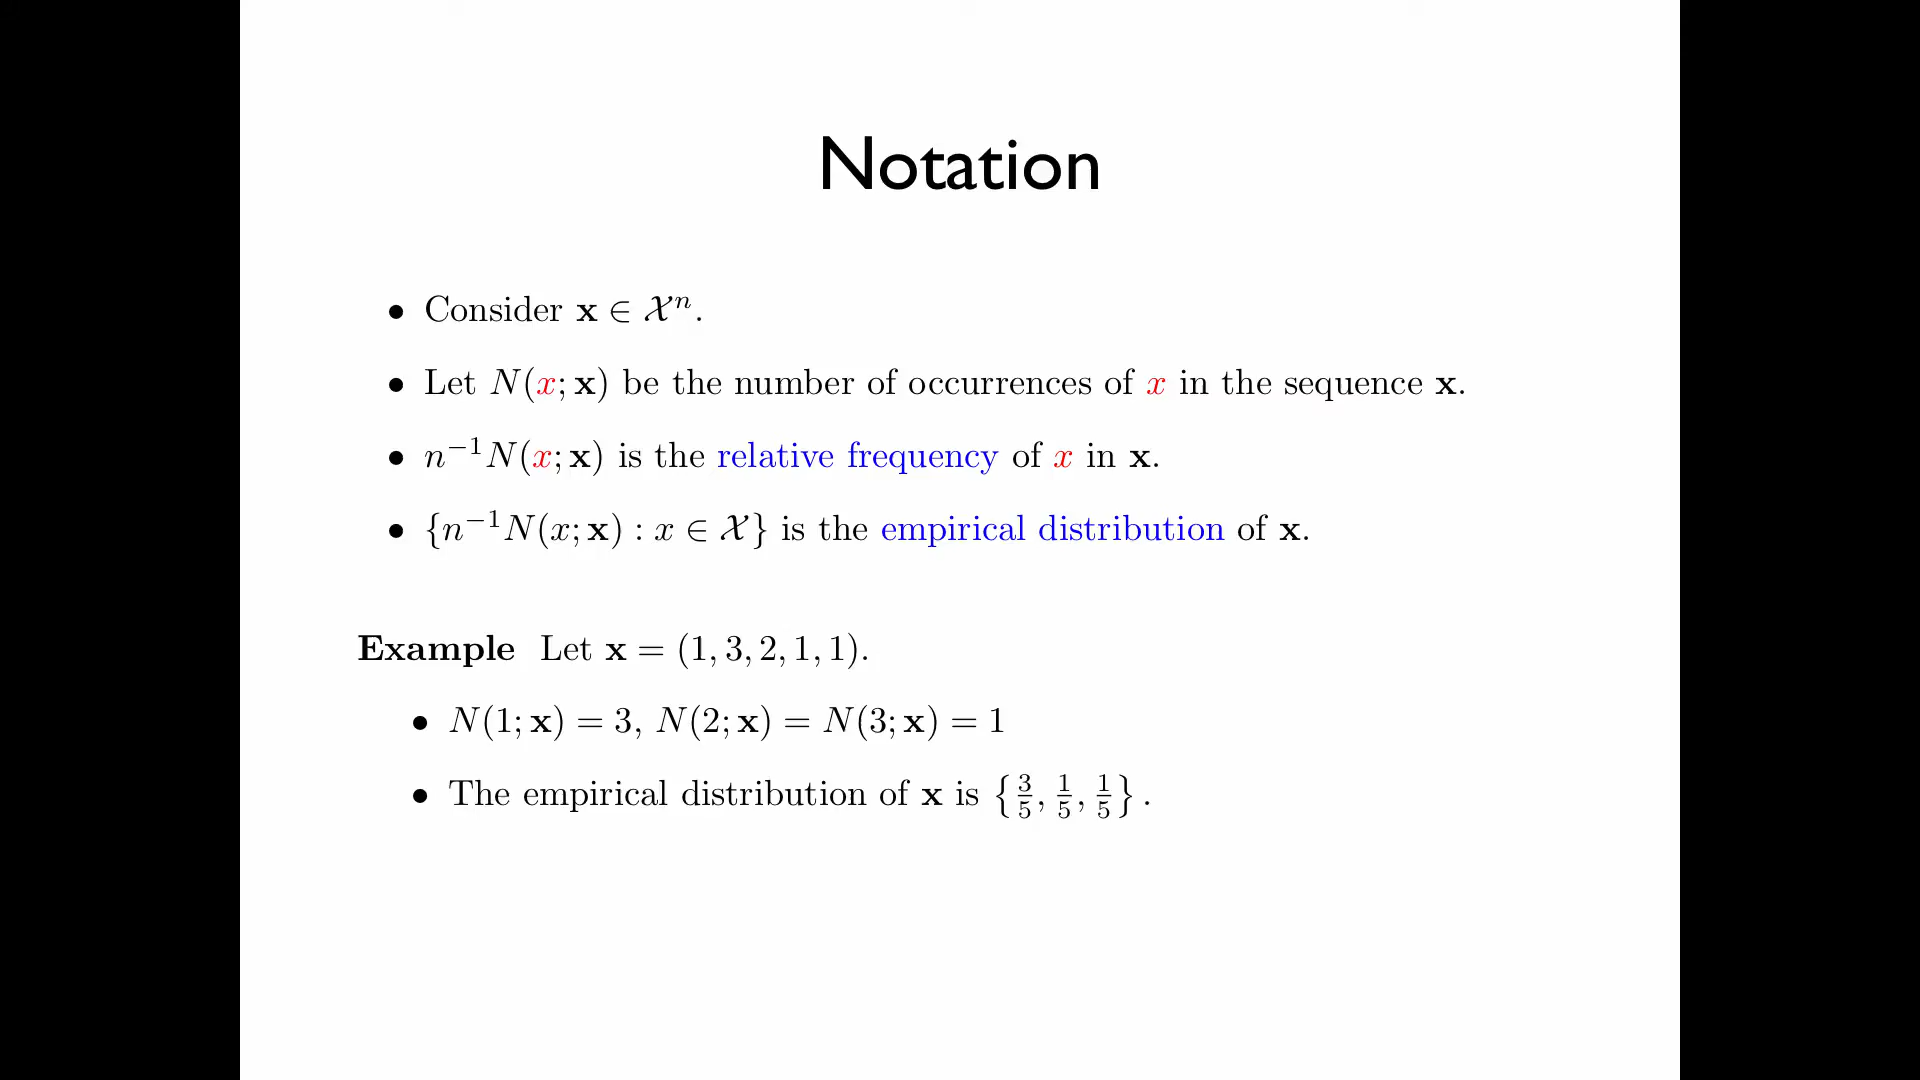 Notation
• Consider 𝐱 ∈ 𝒳ⁿ.
• Let N(x; 𝐱) be the number of occurrences of x in the sequence 𝐱.
• n⁻¹N(x; 𝐱) is the relative frequency of x in 𝐱.
• {n⁻¹N(x; 𝐱) : x ∈ 𝒳} is the empirical distribution of 𝐱.
Example Let 𝐱 = (1, 3, 2, 1, 1).
• N(1; 𝐱) = 3, N(2; 𝐱) = N(3; 𝐱) = 1
• The empirical distribution of 𝐱 is {3/5, 1/5, 1/5}.